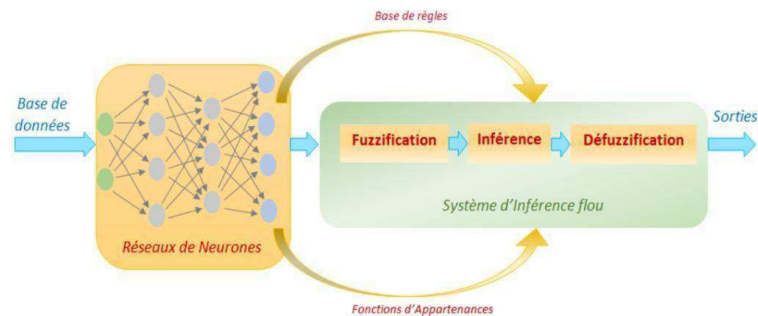 Base de règles
Base de
données
Sorties
Fuzzification
Inférence
Défuzzification
Système d'Inférence flou
Réseaux de Neurones
Fonctions d'Appartenances